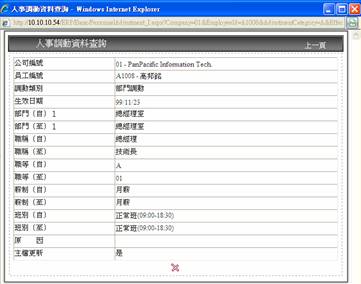 人事調動資料查詢 - Windows Internet Explorer
人事調動資料查詢 上一頁
公司編號 01 - PanPacific Information Tech.
員工編號 A1008 - 高邦銘
調動類別 部門調動
生效日期 99/11/25
部門（自） 1 總經理室
部門（至） 1 總經理室
職稱（自） 總經理
職稱（至） 技術長
職等（自） A
職等（至） 01
薪制（自） 月薪
薪制（至） 月薪
班別（自） 正常班(09:00-18:30)
班別（至） 正常班(09:00-18:30)
原 因
主檔更新 是